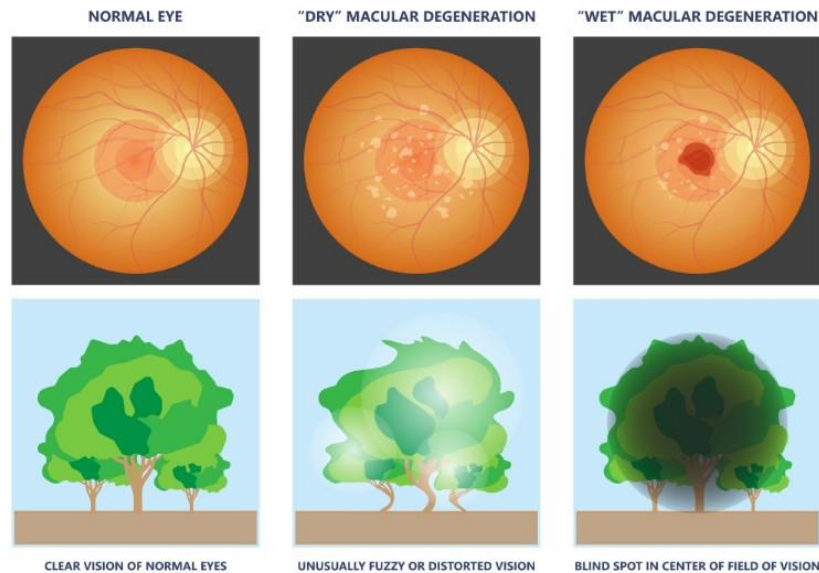 NORMAL EYE
"DRY" MACULAR DEGENERATION
"WET" MACULAR DEGENERATION
CLEAR VISION OF NORMAL EYES
UNUSUALLY FUZZY OR DISTORTED VISION
BLIND SPOT IN CENTER OF FIELD OF VISION